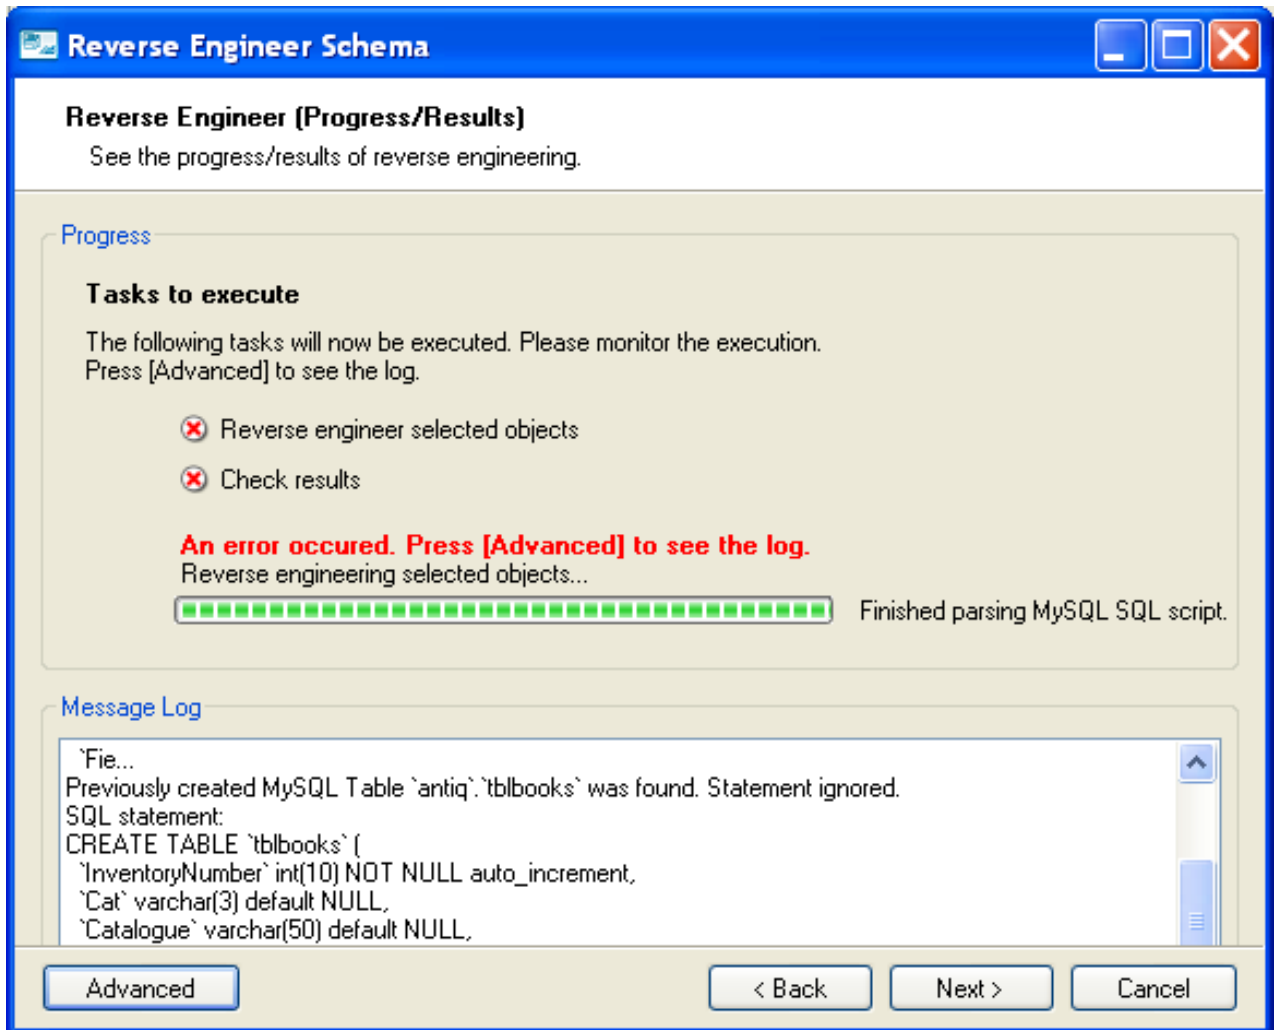 Reverse Engineer Schema
Reverse Engineer (Progress/Results)
See the progress/results of reverse engineering.
Progress
Tasks to execute
The following tasks will now be executed. Please monitor the execution.
Press [Advanced] to see the log.
Reverse engineer selected objects
Check results
An error occured. Press [Advanced] to see the log.
Reverse engineering selected objects...
Finished parsing MySQL SQL script.
Message Log
`Fie...
Previously created MySQL Table `antiq`.`tblbooks` was found. Statement ignored.
SQL statement:
CREATE TABLE `tblbooks` (
`InventoryNumber` int(10) NOT NULL auto_increment,
`Cat` varchar(3) default NULL,
`Catalogue` varchar(50) default NULL,
Advanced
< Back
Next >
Cancel